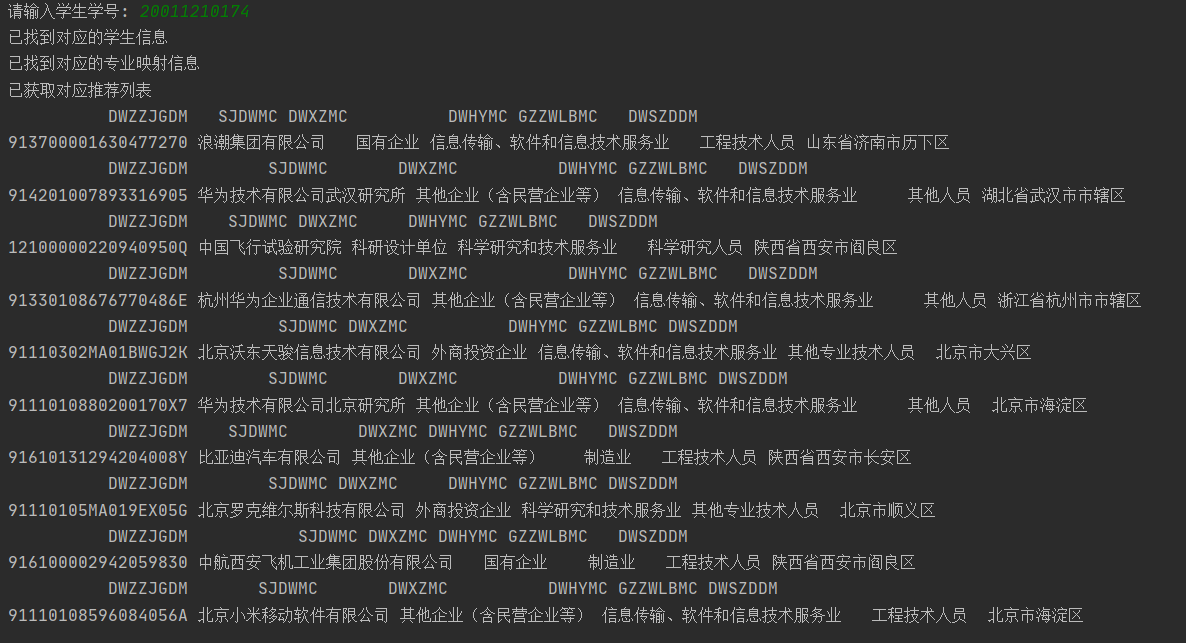 请输入学生学号: 20011210174
已找到对应的学生信息
已找到对应的专业映射信息
已获取对应推荐列表
DWZZJGDM SJDWMC DWXZMC DWHYMC GZZWLBMC DWSZDDM
913700001630477270 浪潮集团有限公司 国有企业 信息传输、软件和信息技术服务业 工程技术人员 山东省济南市历下区
DWZZJGDM SJDWMC DWXZMC DWHYMC GZZWLBMC DWSZDDM
914201007893316905 华为技术有限公司武汉研究所 其他企业（含民营企业等） 信息传输、软件和信息技术服务业 其他人员 湖北省武汉市市辖区
DWZZJGDM SJDWMC DWXZMC DWHYMC GZZWLBMC DWSZDDM
12100000220940950Q 中国飞行试验研究院 科研设计单位 科学研究和技术服务业 科学研究人员 陕西省西安市阎良区
DWZZJGDM SJDWMC DWXZMC DWHYMC GZZWLBMC DWSZDDM
91330108676770486E 杭州华为企业通信技术有限公司 其他企业（含民营企业等） 信息传输、软件和信息技术服务业 其他人员 浙江省杭州市市辖区
DWZZJGDM SJDWMC DWXZMC DWHYMC GZZWLBMC DWSZDDM
91110302MA01BWGJ2K 北京沃东天骏信息技术有限公司 外商投资企业 信息传输、软件和信息技术服务业 其他专业技术人员 北京市大兴区
DWZZJGDM SJDWMC DWXZMC DWHYMC GZZWLBMC DWSZDDM
9111010880200170X7 华为技术有限公司北京研究所 其他企业（含民营企业等） 信息传输、软件和信息技术服务业 其他人员 北京市海淀区
DWZZJGDM SJDWMC DWXZMC DWHYMC GZZWLBMC DWSZDDM
91610131294204008Y 比亚迪汽车有限公司 其他企业（含民营企业等） 制造业 工程技术人员 陕西省西安市长安区
DWZZJGDM SJDWMC DWXZMC DWHYMC GZZWLBMC DWSZDDM
91110105MA019EX05G 北京罗克维尔斯科技有限公司 外商投资企业 科学研究和技术服务业 其他专业技术人员 北京市顺义区
DWZZJGDM SJDWMC DWXZMC DWHYMC GZZWLBMC DWSZDDM
916100002942059830 中航西安飞机工业集团股份有限公司 国有企业 制造业 工程技术人员 陕西省西安市阎良区
DWZZJGDM SJDWMC DWXZMC DWHYMC GZZWLBMC DWSZDDM
91110108596084056A 北京小米移动软件有限公司 其他企业（含民营企业等） 信息传输、软件和信息技术服务业 工程技术人员 北京市海淀区